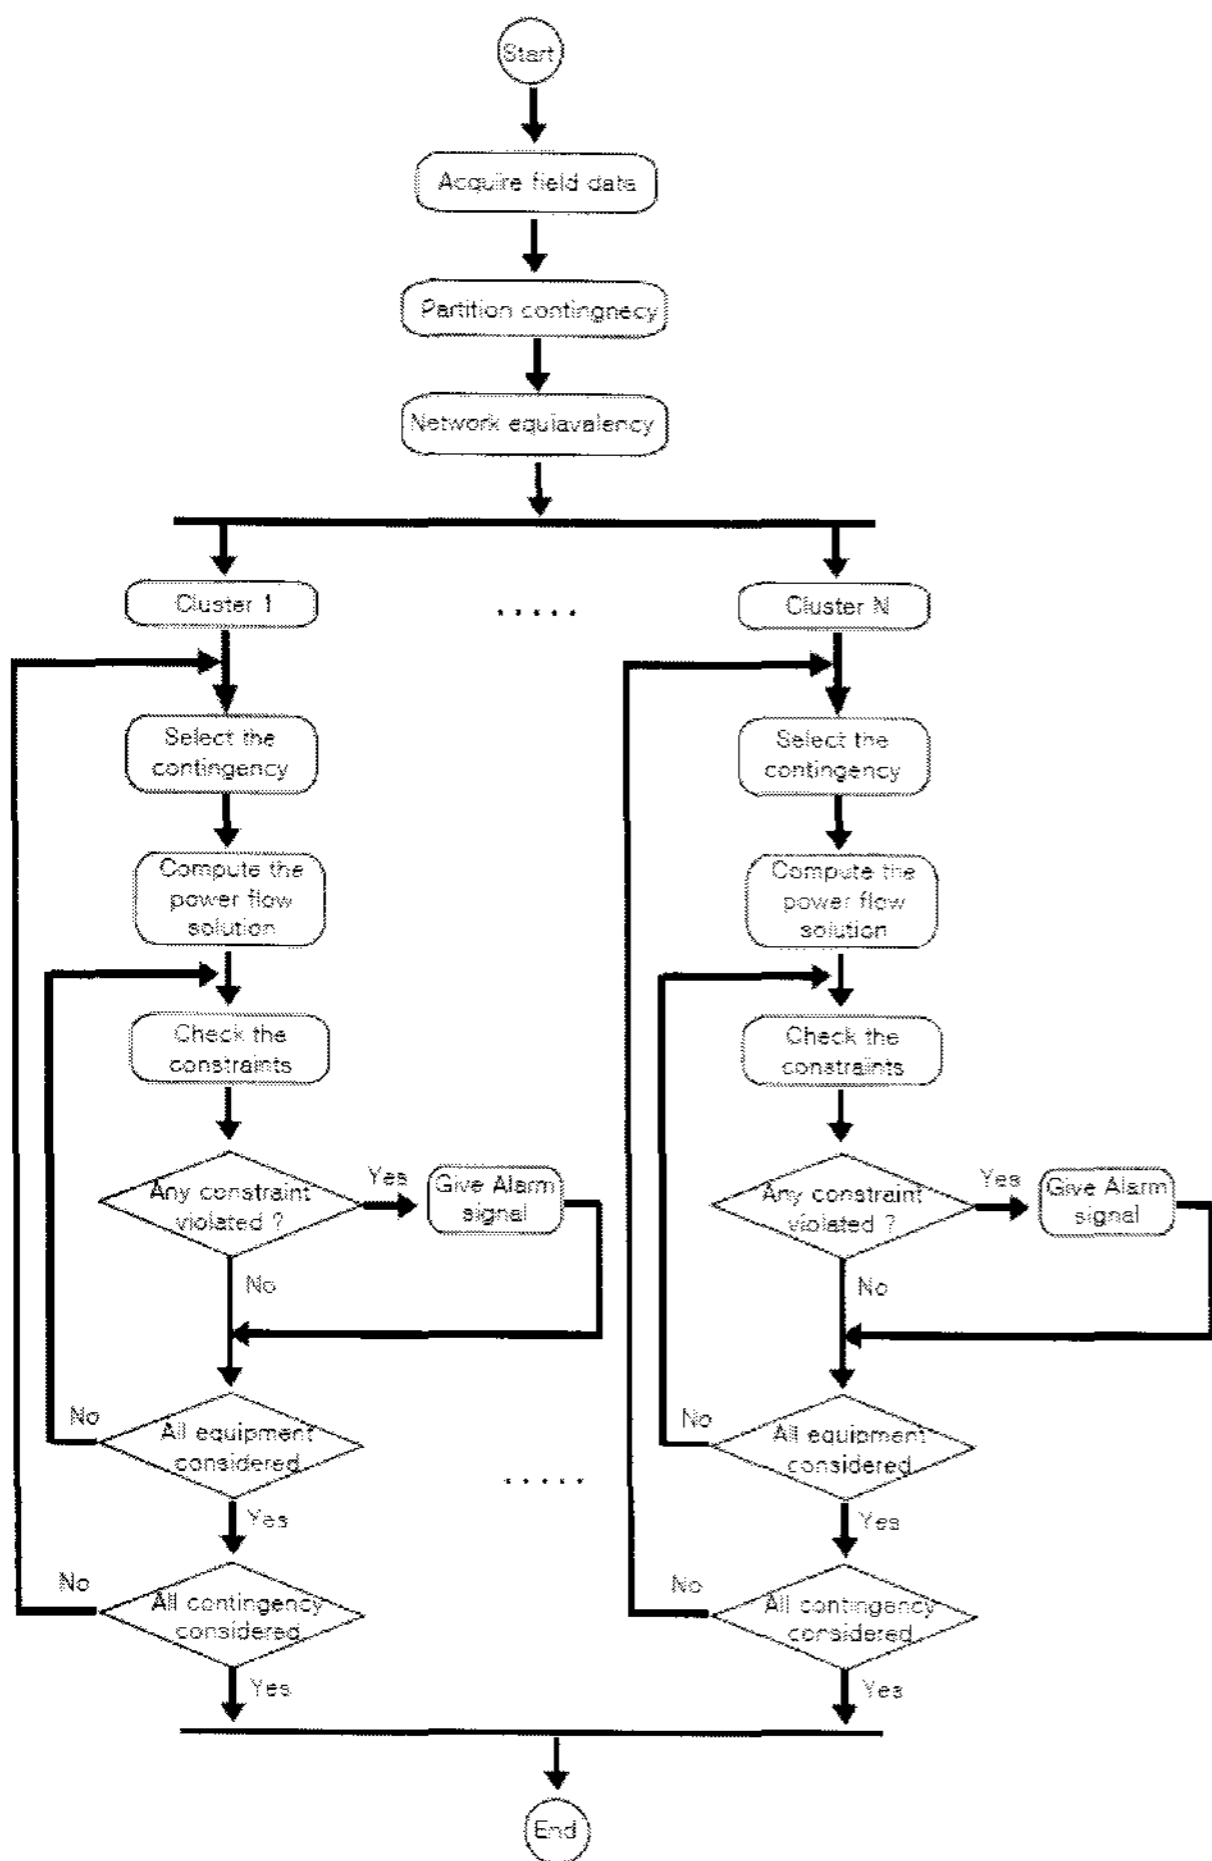 Start
Acquire field data
Partition contingnecy
Network equiavalency
Cluster 1
.....
Cluster N
Select the
contingency
Select the
contingency
Compute the
power flow
solution
Compute the
power flow
solution
Check the
constraints
Check the
constraints
Any constraint
violated ?
Yes
Give Alarm
signal
No
Any constraint
violated ?
Yes
Give Alarm
signal
No
No
All equipment
considered
Yes
.....
No
All equipment
considered
Yes
No
All contingency
considered
Yes
No
All contingency
considered
Yes
End